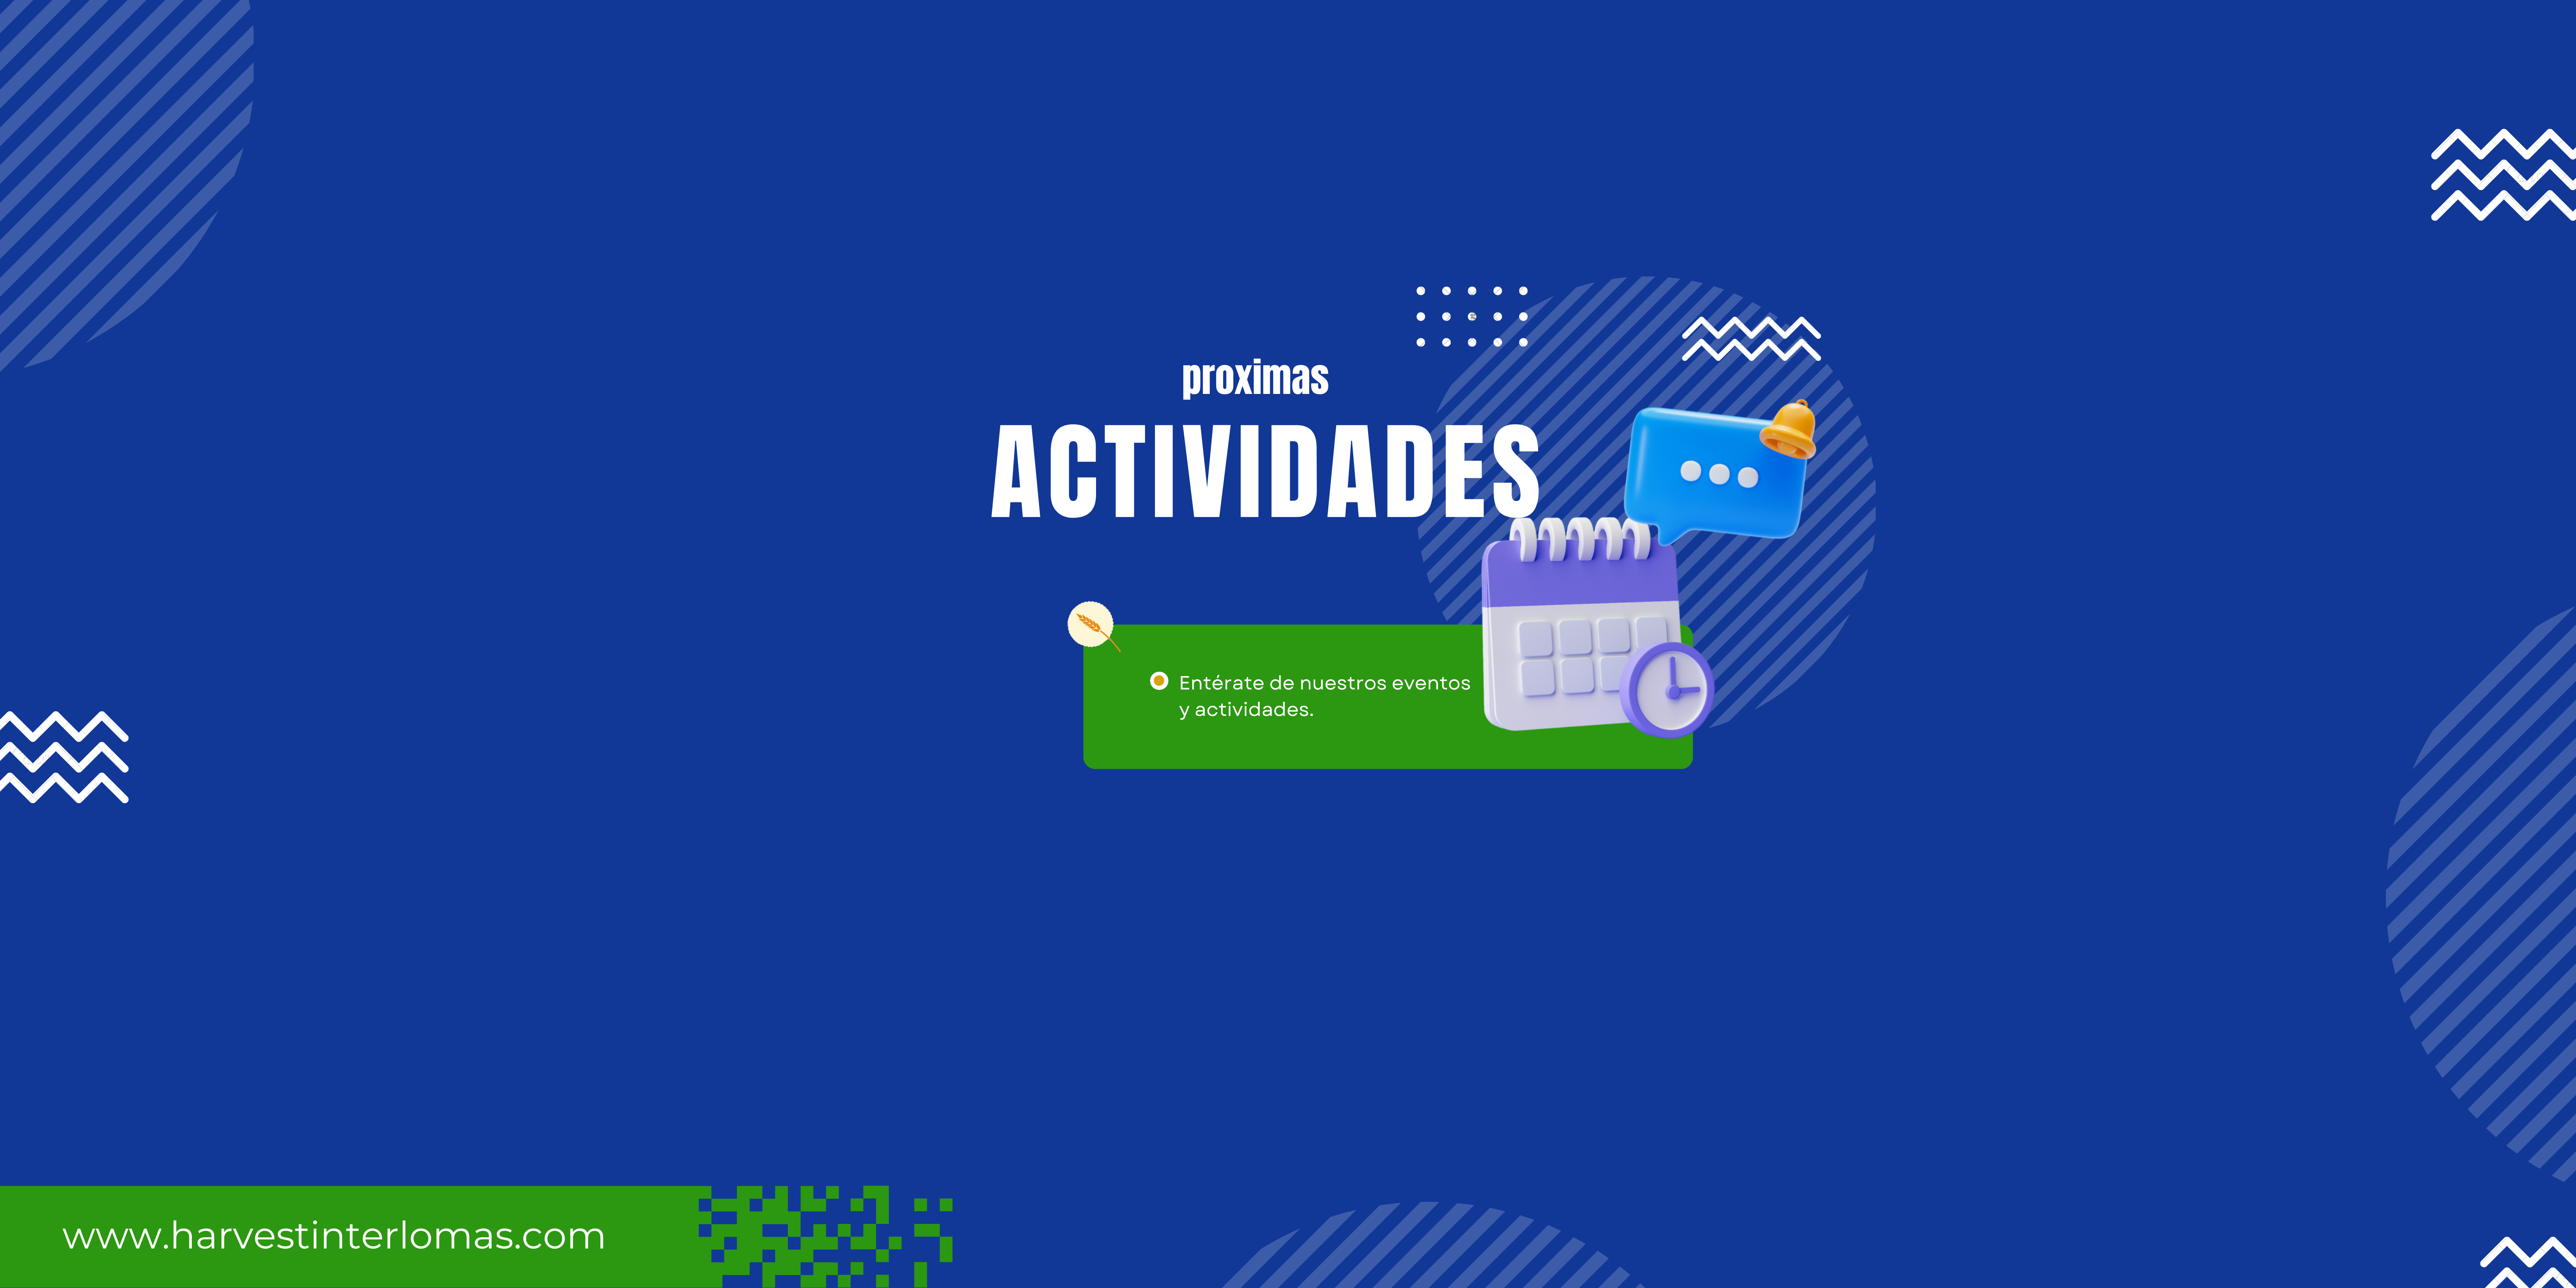 proximas
ACTIVIDADES
Entérate de nuestros eventos
y actividades.
www.harvestinterlomas.com